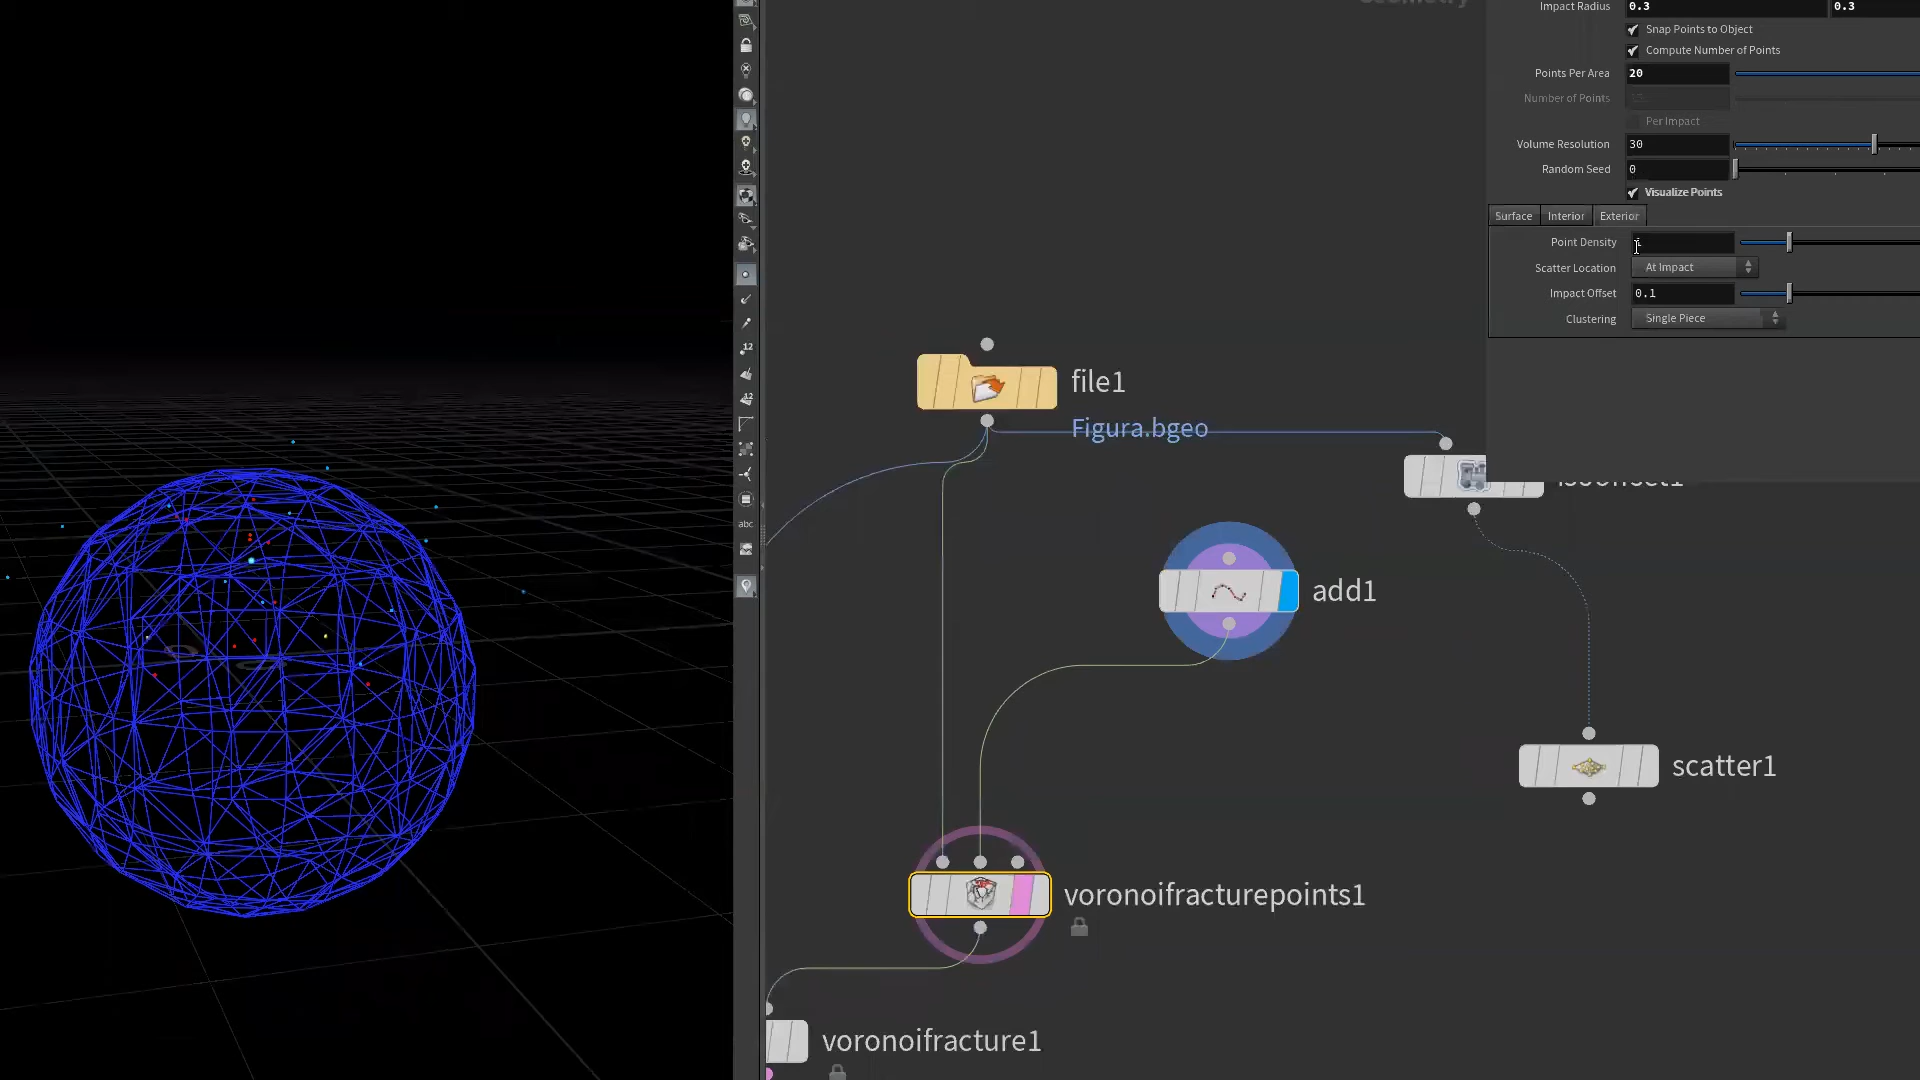 Impact Radius 0.3 0.3
Snap Points to Object
Compute Number of Points
Points Per Area 20
Number of Points
Per Impact
Volume Resolution 30
Random Seed 0
Visualize Points
Surface Interior Exterior
Point Density
Scatter Location At Impact
Impact Offset 0.1
Clustering Single Piece
12
12
abc
file1
Figura.bgeo
add1
scatter1
voronoifracturepoints1
voronoifracture1